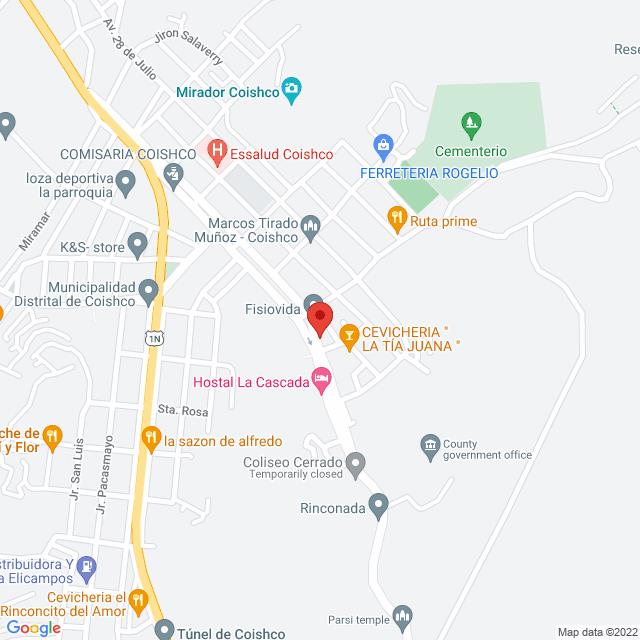 Av. 28 de Julio
Jiron Salaverry
Rese
Mirador Coishco
COMISARIA COISHCO
Essalud Coishco
Cementerio
FERRETERIA ROGELIO
loza deportiva
la parroquia
Miramar
Marcos Tirado
Muñoz - Coishco
Ruta prime
K&S- store
Municipalidad
Distrital de Coishco
Fisiovida
1N
CEVICHERIA "
LA TÍA JUANA "
Hostal La Cascada
Sta. Rosa
che de
í y Flor
la sazon de alfredo
County
government office
Coliseo Cerrado
Temporarily closed
Jr. San Luis
Jr. Pacasmayo
Rinconada
stribuidora Y
a Elicampos
Cevicheria el
Rinconcito del Amor
Parsi temple
Google
Túnel de Coishco
Map data ©2022